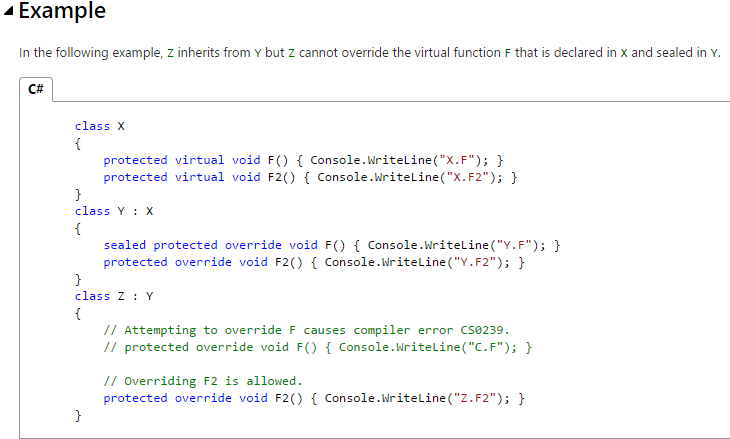 Example
In the following example, Z inherits from Y but Z cannot override the virtual function F that is declared in X and sealed in Y.
C#
class X
{
    protected virtual void F() { Console.WriteLine("X.F"); }
    protected virtual void F2() { Console.WriteLine("X.F2"); }
}
class Y : X
{
    sealed protected override void F() { Console.WriteLine("Y.F"); }
    protected override void F2() { Console.WriteLine("Y.F2"); }
}
class Z : Y
{
    // Attempting to override F causes compiler error CS0239.
    // protected override void F() { Console.WriteLine("C.F"); }

    // Overriding F2 is allowed.
    protected override void F2() { Console.WriteLine("Z.F2"); }
}